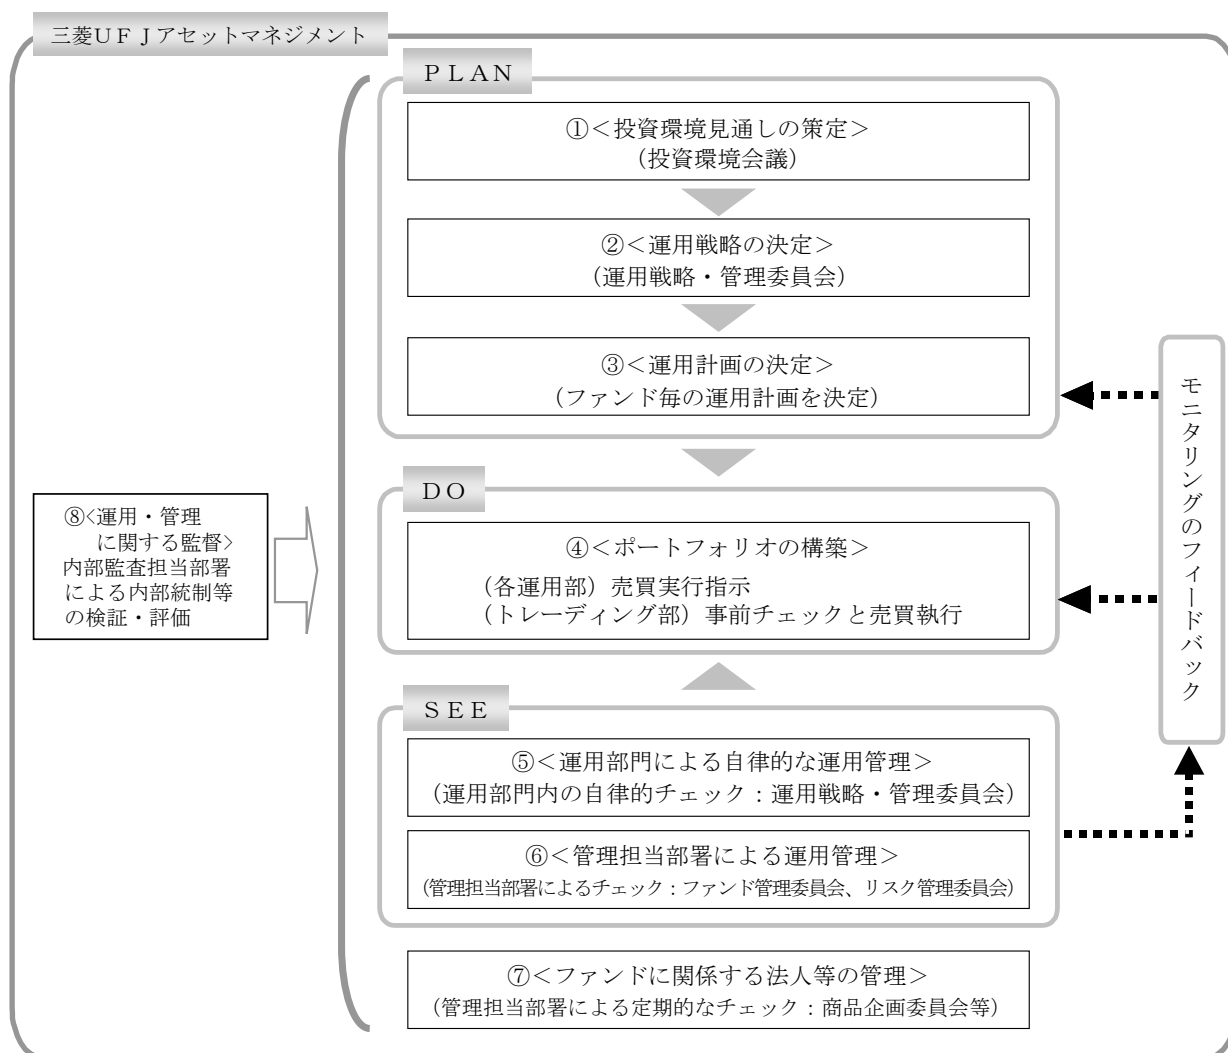 三菱ＵＦＪアセットマネジメント
ＰＬＡＮ
①＜投資環境見通しの策定＞
（投資環境会議）
②＜運用戦略の決定＞
（運用戦略・管理委員会）
③＜運用計画の決定＞
（ファンド毎の運用計画を決定）
ＤＯ
④＜ポートフォリオの構築＞
（各運用部）売買実行指示
（トレーディング部）事前チェックと売買執行
ＳＥＥ
⑤＜運用部門による自律的な運用管理＞
（運用部門内の自律的チェック：運用戦略・管理委員会）
⑥＜管理担当部署による運用管理＞
（管理担当部署によるチェック：ファンド管理委員会、リスク管理委員会）
⑦＜ファンドに関係する法人等の管理＞
（管理担当部署による定期的なチェック：商品企画委員会等）
⑧<運用・管理
に関する監督>
内部監査担当部署
による内部統制等
の検証・評価
モニタリングのフィードバック